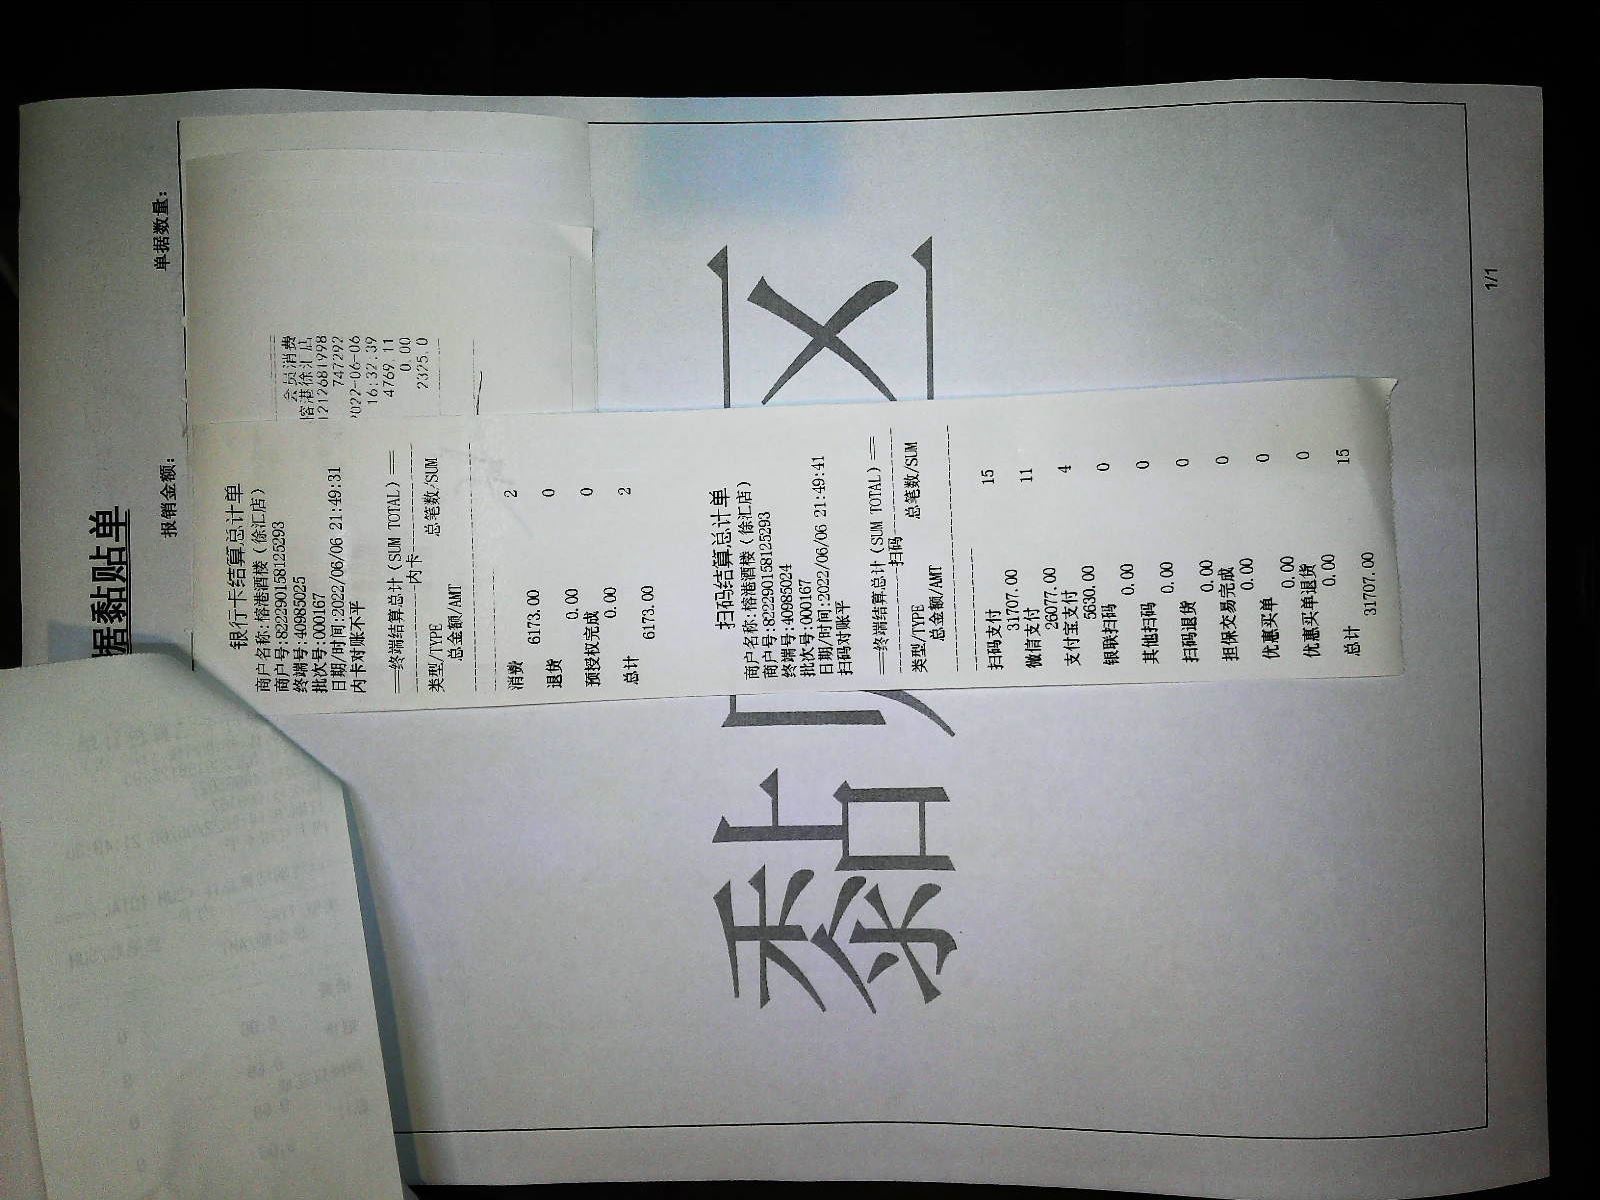 据黏贴单
报销金额:
单据数量:
会员消费
榕港徐汇店
1212681998
747292
2022-06-06
16:32:39
4769.11
0.00
2325.0
银行卡结算总计单
商户名称:榕港酒楼(徐汇店)
商户号:822290158125293
终端号:40985025
批次号:000167
日期/时间:2022/06/06 21:49:31
内卡对账不平
==终端结算总计(SUM TOTAL)==
内卡
类型/TYPE 总笔数/SUM
总金额/AMT
消费 2
6173.00
退货 0
0.00
预授权完成 0
0.00
总计 2
6173.00
扫码结算总计单
商户名称:榕港酒楼(徐汇店)
商户号:822290158125293
终端号:40985024
批次号:000167
日期/时间:2022/06/06 21:49:41
扫码对账平
==终端结算总计(SUM TOTAL)==
扫码
类型/TYPE 总笔数/SUM
总金额/AMT
扫码支付 15
31707.00
微信支付 11
26077.00
支付宝支付 4
5630.00
银联扫码 0
0.00
其他扫码 0
0.00
扫码退货 0
0.00
担保交易完成 0
0.00
优惠买单 0
0.00
优惠买单退货 0
0.00
总计 15
31707.00
黏贴区
1/1